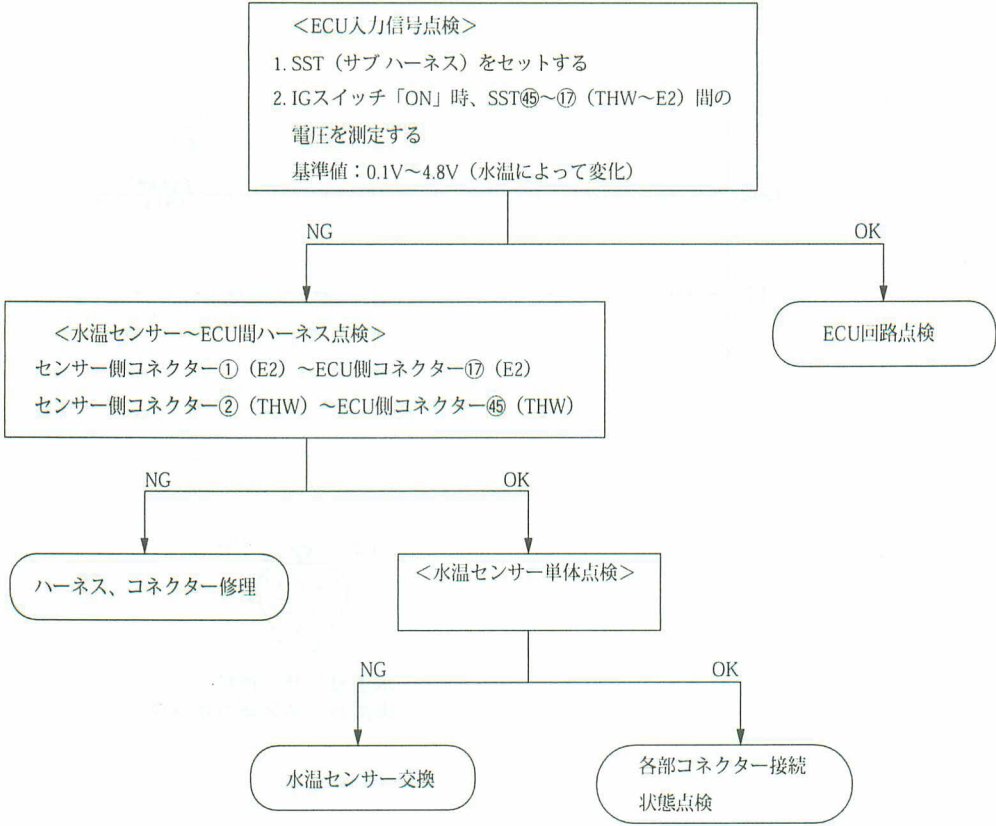 <ECU入力信号点検>
1. SST（サブ ハーネス）をセットする
2. IGスイッチ「ON」時、SST㊺～⑰（THW～E2）間の
電圧を測定する
基準値：0.1V～4.8V（水温によって変化）
NG
OK
<水温センサー～ECU間ハーネス点検>
センサー側コネクター①（E2）～ECU側コネクター⑰（E2）
センサー側コネクター②（THW）～ECU側コネクター㊺（THW）
ECU回路点検
NG
OK
ハーネス、コネクター修理
<水温センサー単体点検>
NG
OK
水温センサー交換
各部コネクター接続
状態点検